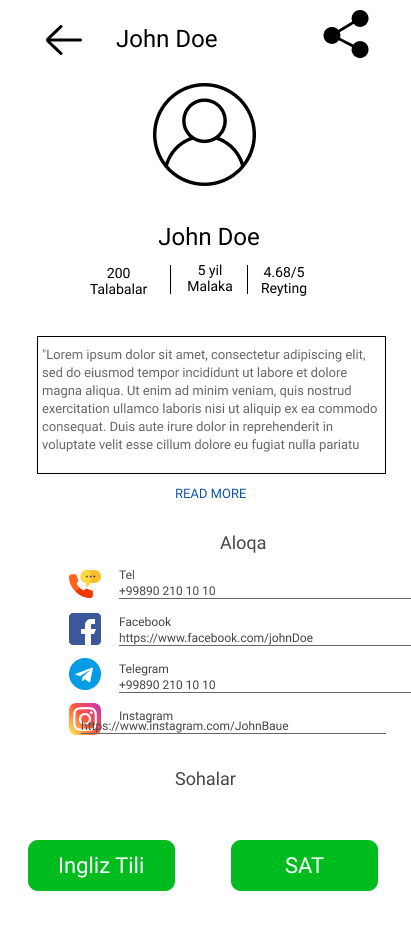 John Doe
John Doe
200
Talabalar
5 yil
Malaka
4.68/5
Reyting
"Lorem ipsum dolor sit amet, consectetur adipiscing elit,
sed do eiusmod tempor incididunt ut labore et dolore
magna aliqua. Ut enim ad minim veniam, quis nostrud
exercitation ullamco laboris nisi ut aliquip ex ea commodo
consequat. Duis aute irure dolor in reprehenderit in
voluptate velit esse cillum dolore eu fugiat nulla pariatu
READ MORE
Aloqa
Tel
+99890 210 10 10
Facebook
https://www.facebook.com/johnDoe
Telegram
+99890 210 10 10
Instagram
https://www.instagram.com/JohnBaue
Sohalar
Ingliz Tili
SAT